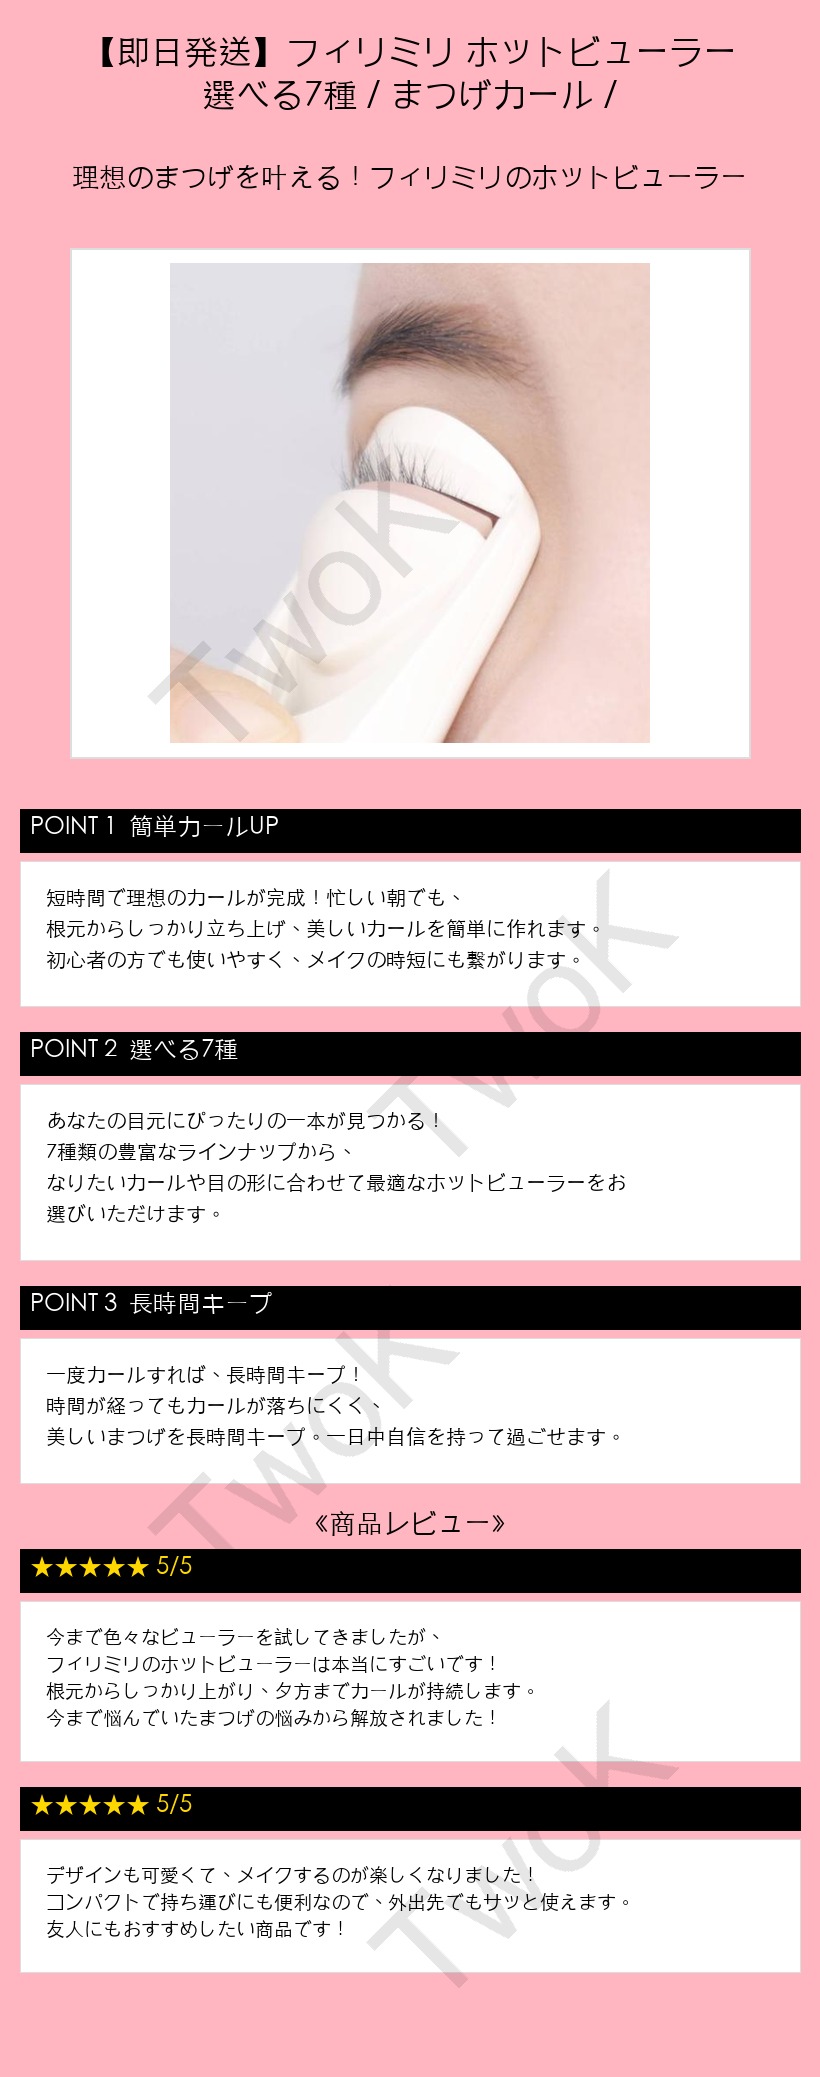 【即日発送】フィリミリ ホットビューラー
選べる7種 / まつげカール /
理想のまつげを叶える！フィリミリのホットビューラー
TwoK
POINT 1 簡単カールUP
短時間で理想のカールが完成！忙しい朝でも、
根元からしっかり立ち上げ、美しいカールを簡単に作れます。
初心者の方でも使いやすく、メイクの時短にも繋がります。
TwoK
POINT 2 選べる7種
あなたの目元にぴったりの一本が見つかる！
7種類の豊富なラインナップから、
なりたいカールや目の形に合わせて最適なホットビューラーをお
選びいただけます。
POINT 3 長時間キープ
一度カールすれば、長時間キープ！
時間が経ってもカールが落ちにくく、
美しいまつげを長時間キープ。一日中自信を持って過ごせます。
TwoK
《商品レビュー》
★★★★★ 5/5
今まで色々なビューラーを試してきましたが、
フィリミリのホットビューラーは本当にすごいです！
根元からしっかり上がり、夕方までカールが持続します。
今まで悩んでいたまつげの悩みから解放されました！
TwoK
★★★★★ 5/5
デザインも可愛くて、メイクするのが楽しくなりました！
コンパクトで持ち運びにも便利なので、外出先でもサッと使えます。
友人にもおすすめしたい商品です！